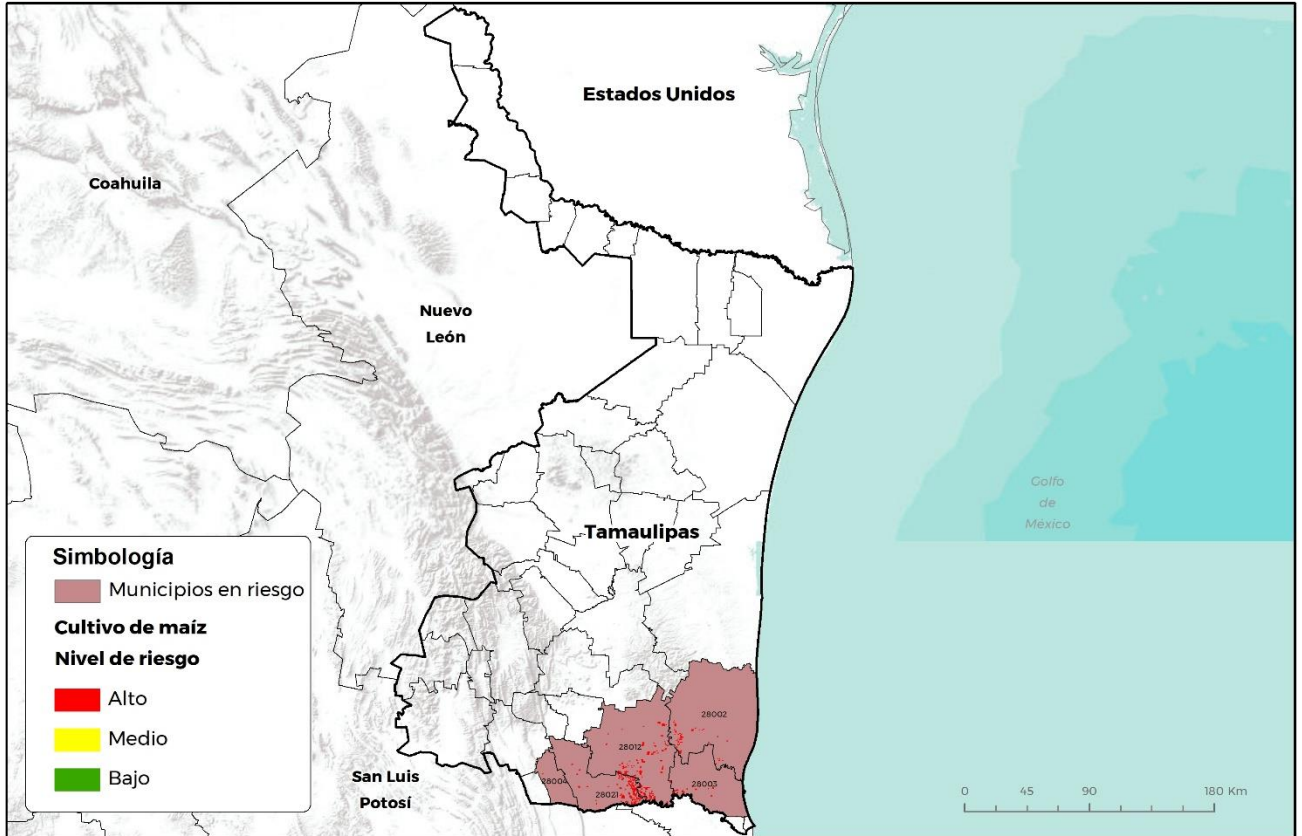 Estados Unidos
Coahuila
Nuevo
León
Golfo
de
México
Tamaulipas
Simbología
Municipios en riesgo
Cultivo de maíz
Nivel de riesgo
Alto
Medio
Bajo
28002
28012
28004
28021
28003
San Luis
Potosí
0 45 90 180 Km